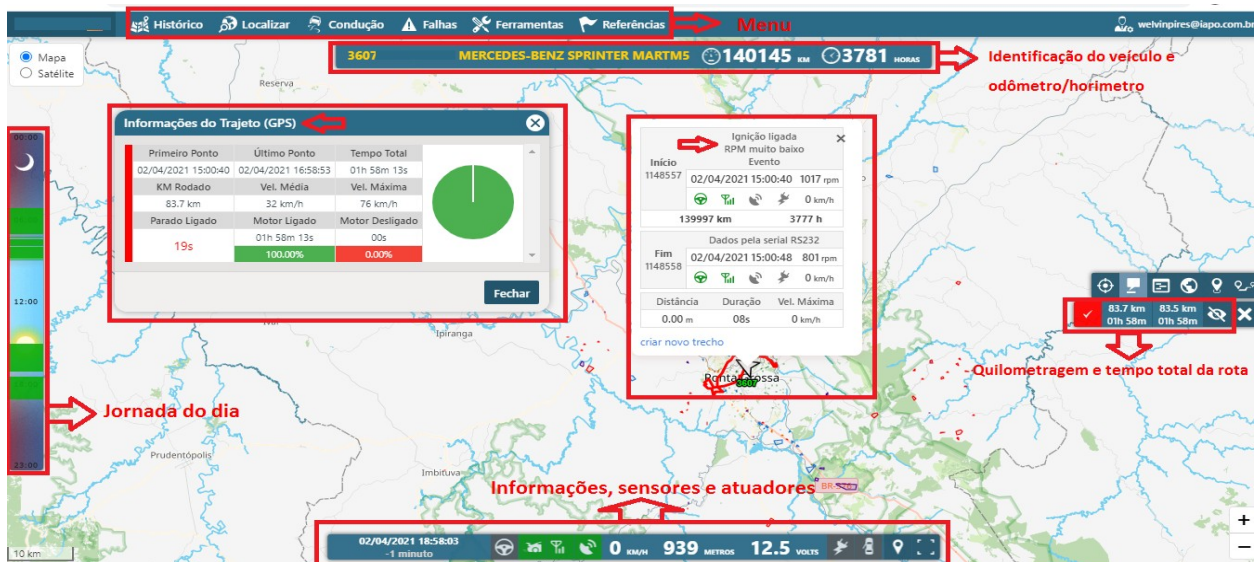 Histórico Localizar Condução Falhas Ferramentas Referências
Menu
welvinpires@iapo.com.br
Mapa
Satélite
3607 MERCEDES-BENZ SPRINTER MARTM5 140145 KM 3781 HORAS
Identificação do veículo e
odômetro/horimetro
Reserva
Informações do Trajeto (GPS)
Primeiro Ponto Último Ponto Tempo Total
02/04/2021 15:00:40 02/04/2021 16:58:53 01h 58m 13s
KM Rodado Vel. Média Vel. Máxima
83.7 km 32 km/h 76 km/h
Parado Ligado Motor Ligado Motor Desligado
19s 01h 58m 13s 00s
100.00% 0.00%
Fechar
Ignição ligada
RPM muito baixo
Início Evento
1148557 02/04/2021 15:00:40 1017 rpm
0 km/h
139997 km 3777 h
Dados pela serial RS232
Fim 02/04/2021 15:00:48 801 rpm
1148558
0 km/h
Distância Duração Vel. Máxima
0.00 m 08s 0 km/h
criar novo trecho
00:00
12:00
23:00
Jornada do dia
83.7 km 83.5 km
01h 58m 01h 58m
Quilometragem e tempo total da rota
Ipiranga
3607
Prudentópolis
Imbituva
Informações, sensores e atuadores
02/04/2021 18:58:03
-1 minuto
0 KM/H 939 METROS 12.5 VOLTS
10 km
+
−